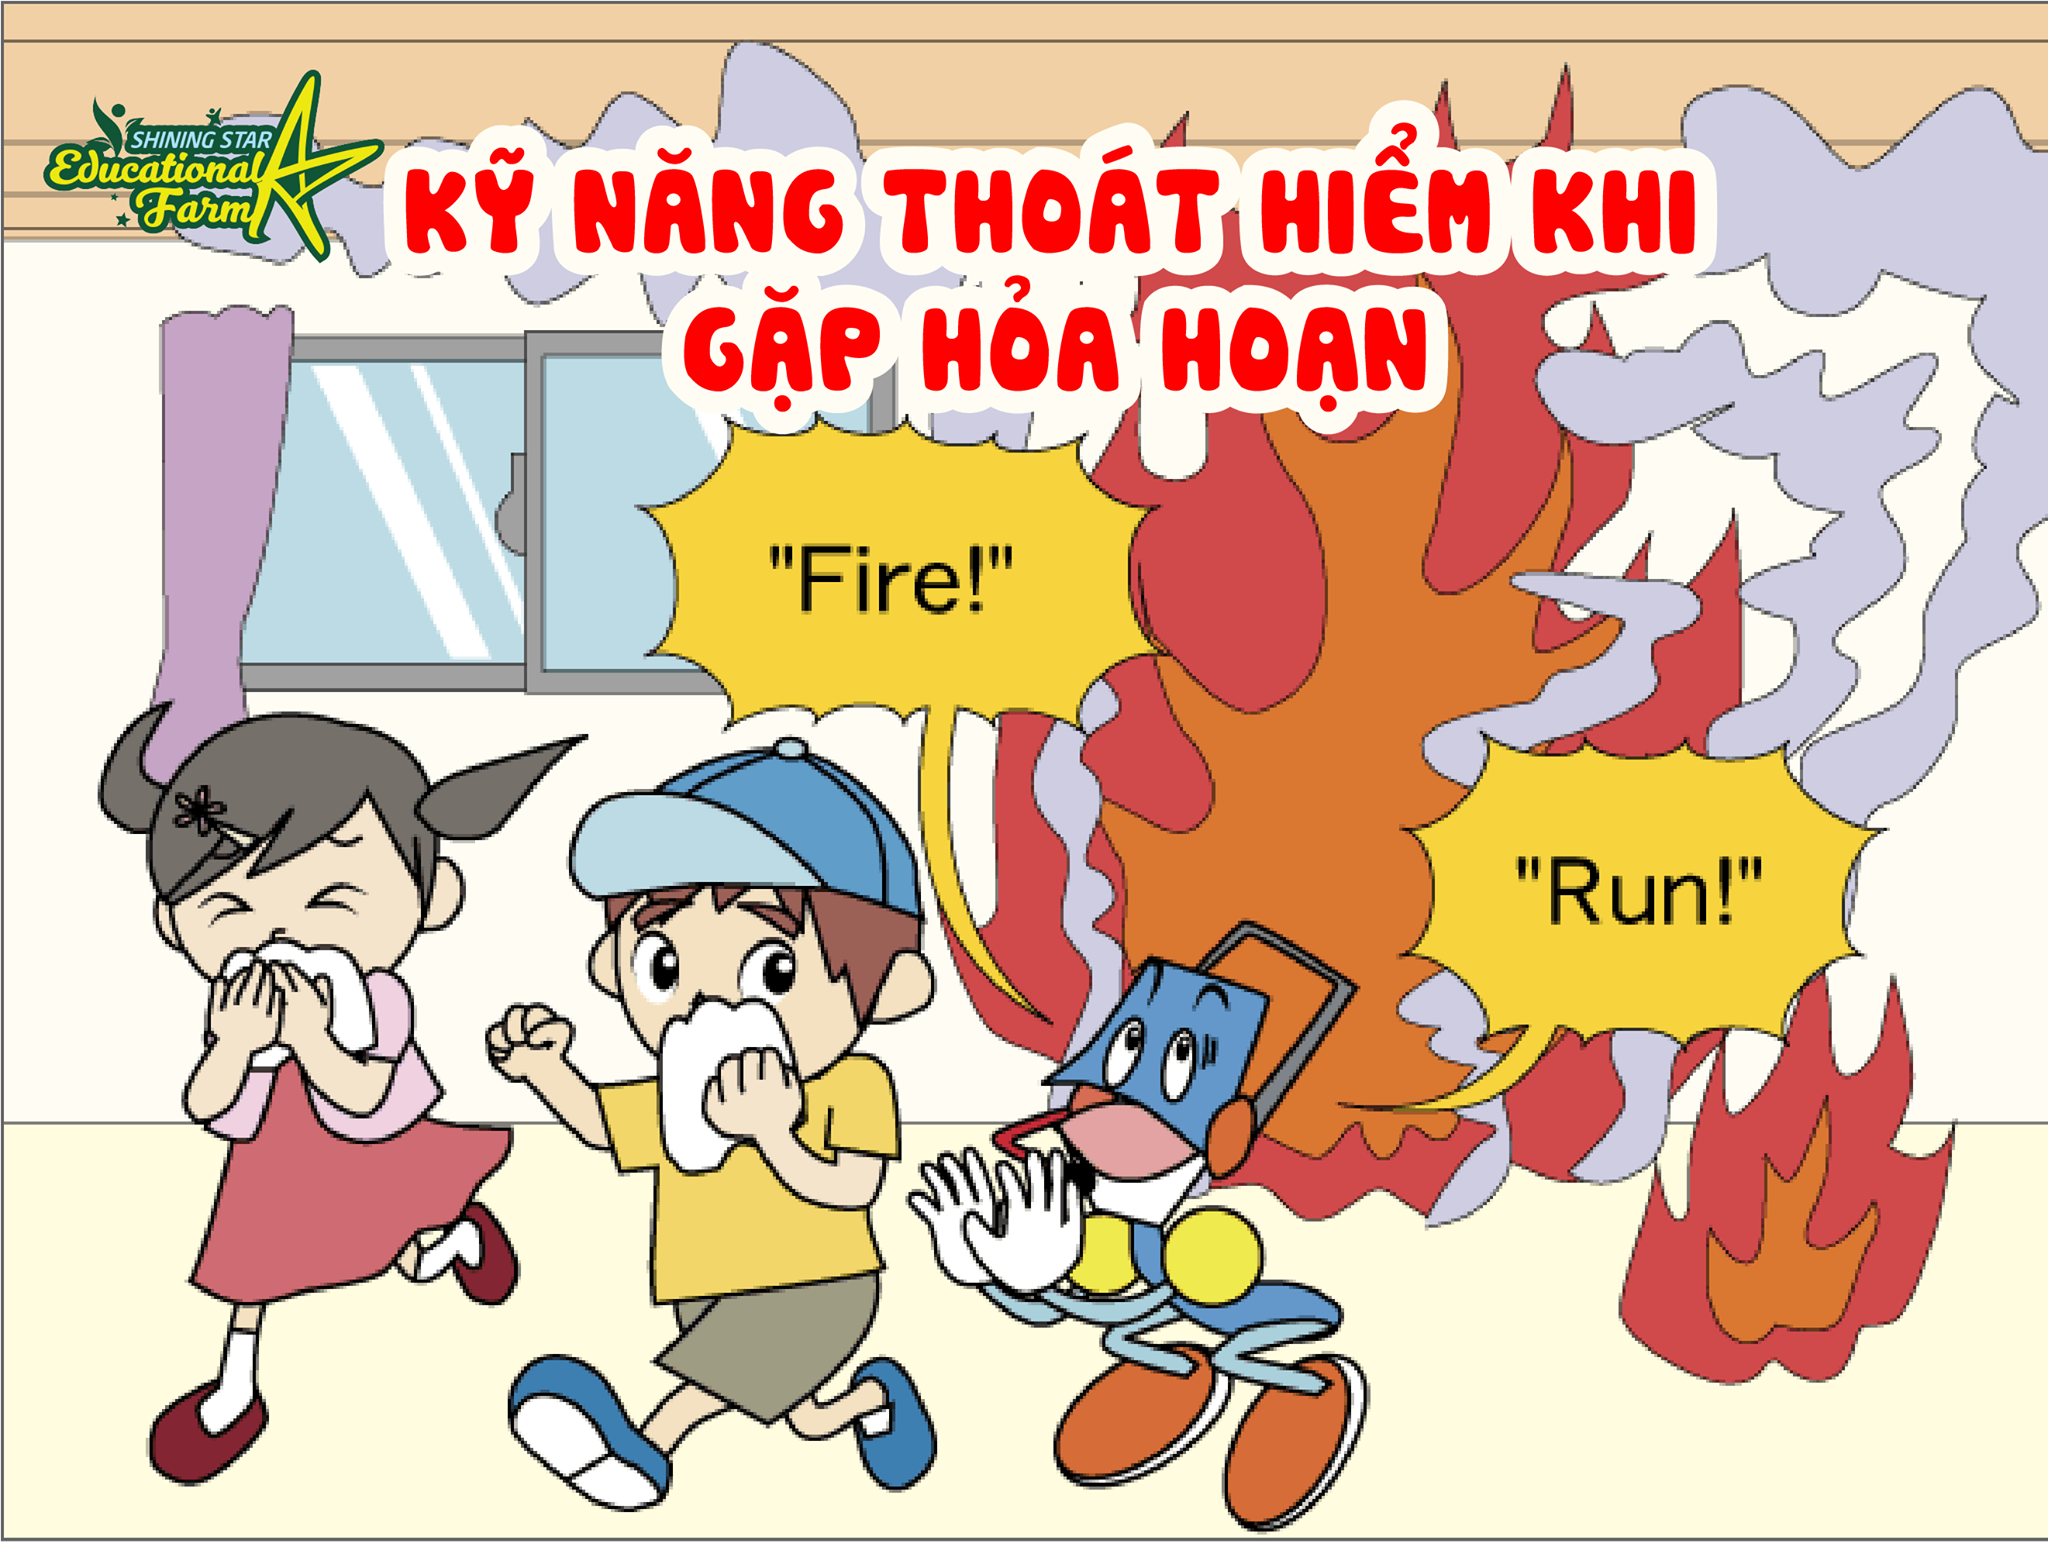 SHINING STAR
Educational
Farm
KỸ NĂNG THOÁT HIỂM KHI
GẶP HỎA HOẠN
"Fire!"
"Run!"